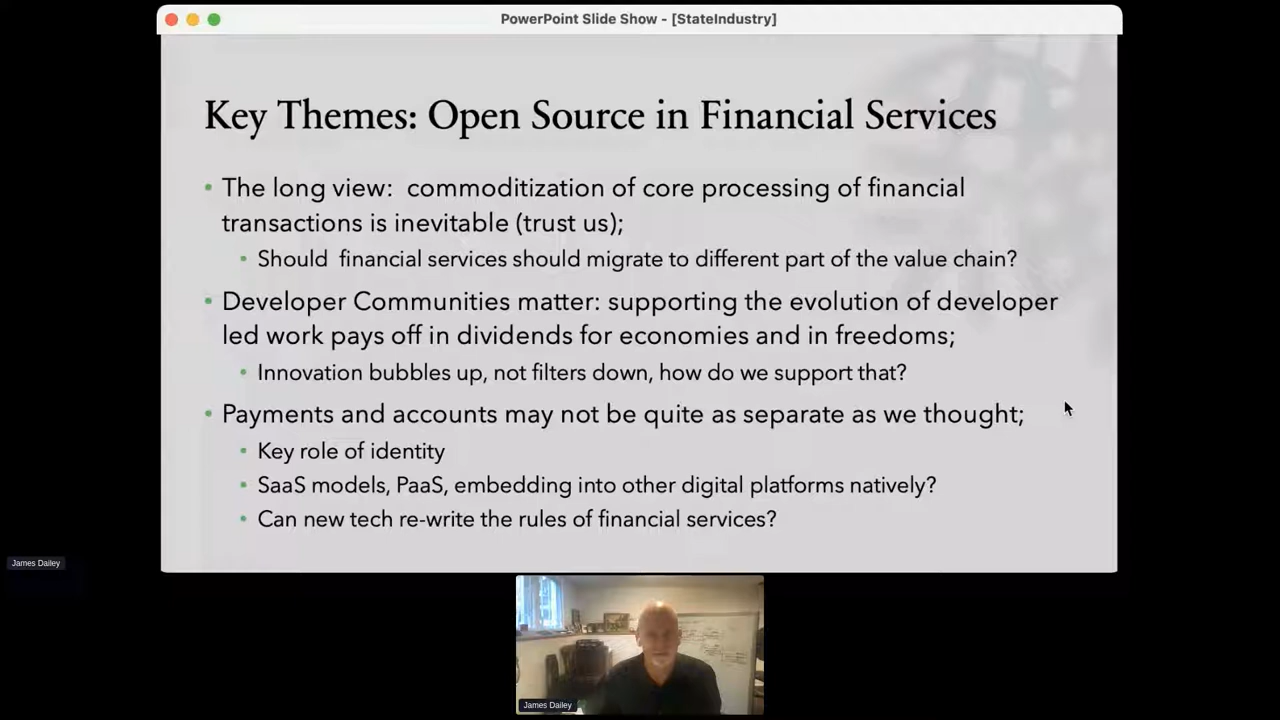 PowerPoint Slide Show - [StateIndustry]
Key Themes: Open Source in Financial Services
• The long view:  commoditization of core processing of financial
transactions is inevitable (trust us);
• Should  financial services should migrate to different part of the value chain?
• Developer Communities matter: supporting the evolution of developer
led work pays off in dividends for economies and in freedoms;
• Innovation bubbles up, not filters down, how do we support that?
• Payments and accounts may not be quite as separate as we thought;
• Key role of identity
• SaaS models, PaaS, embedding into other digital platforms natively?
• Can new tech re-write the rules of financial services?
James Dailey
James Dailey